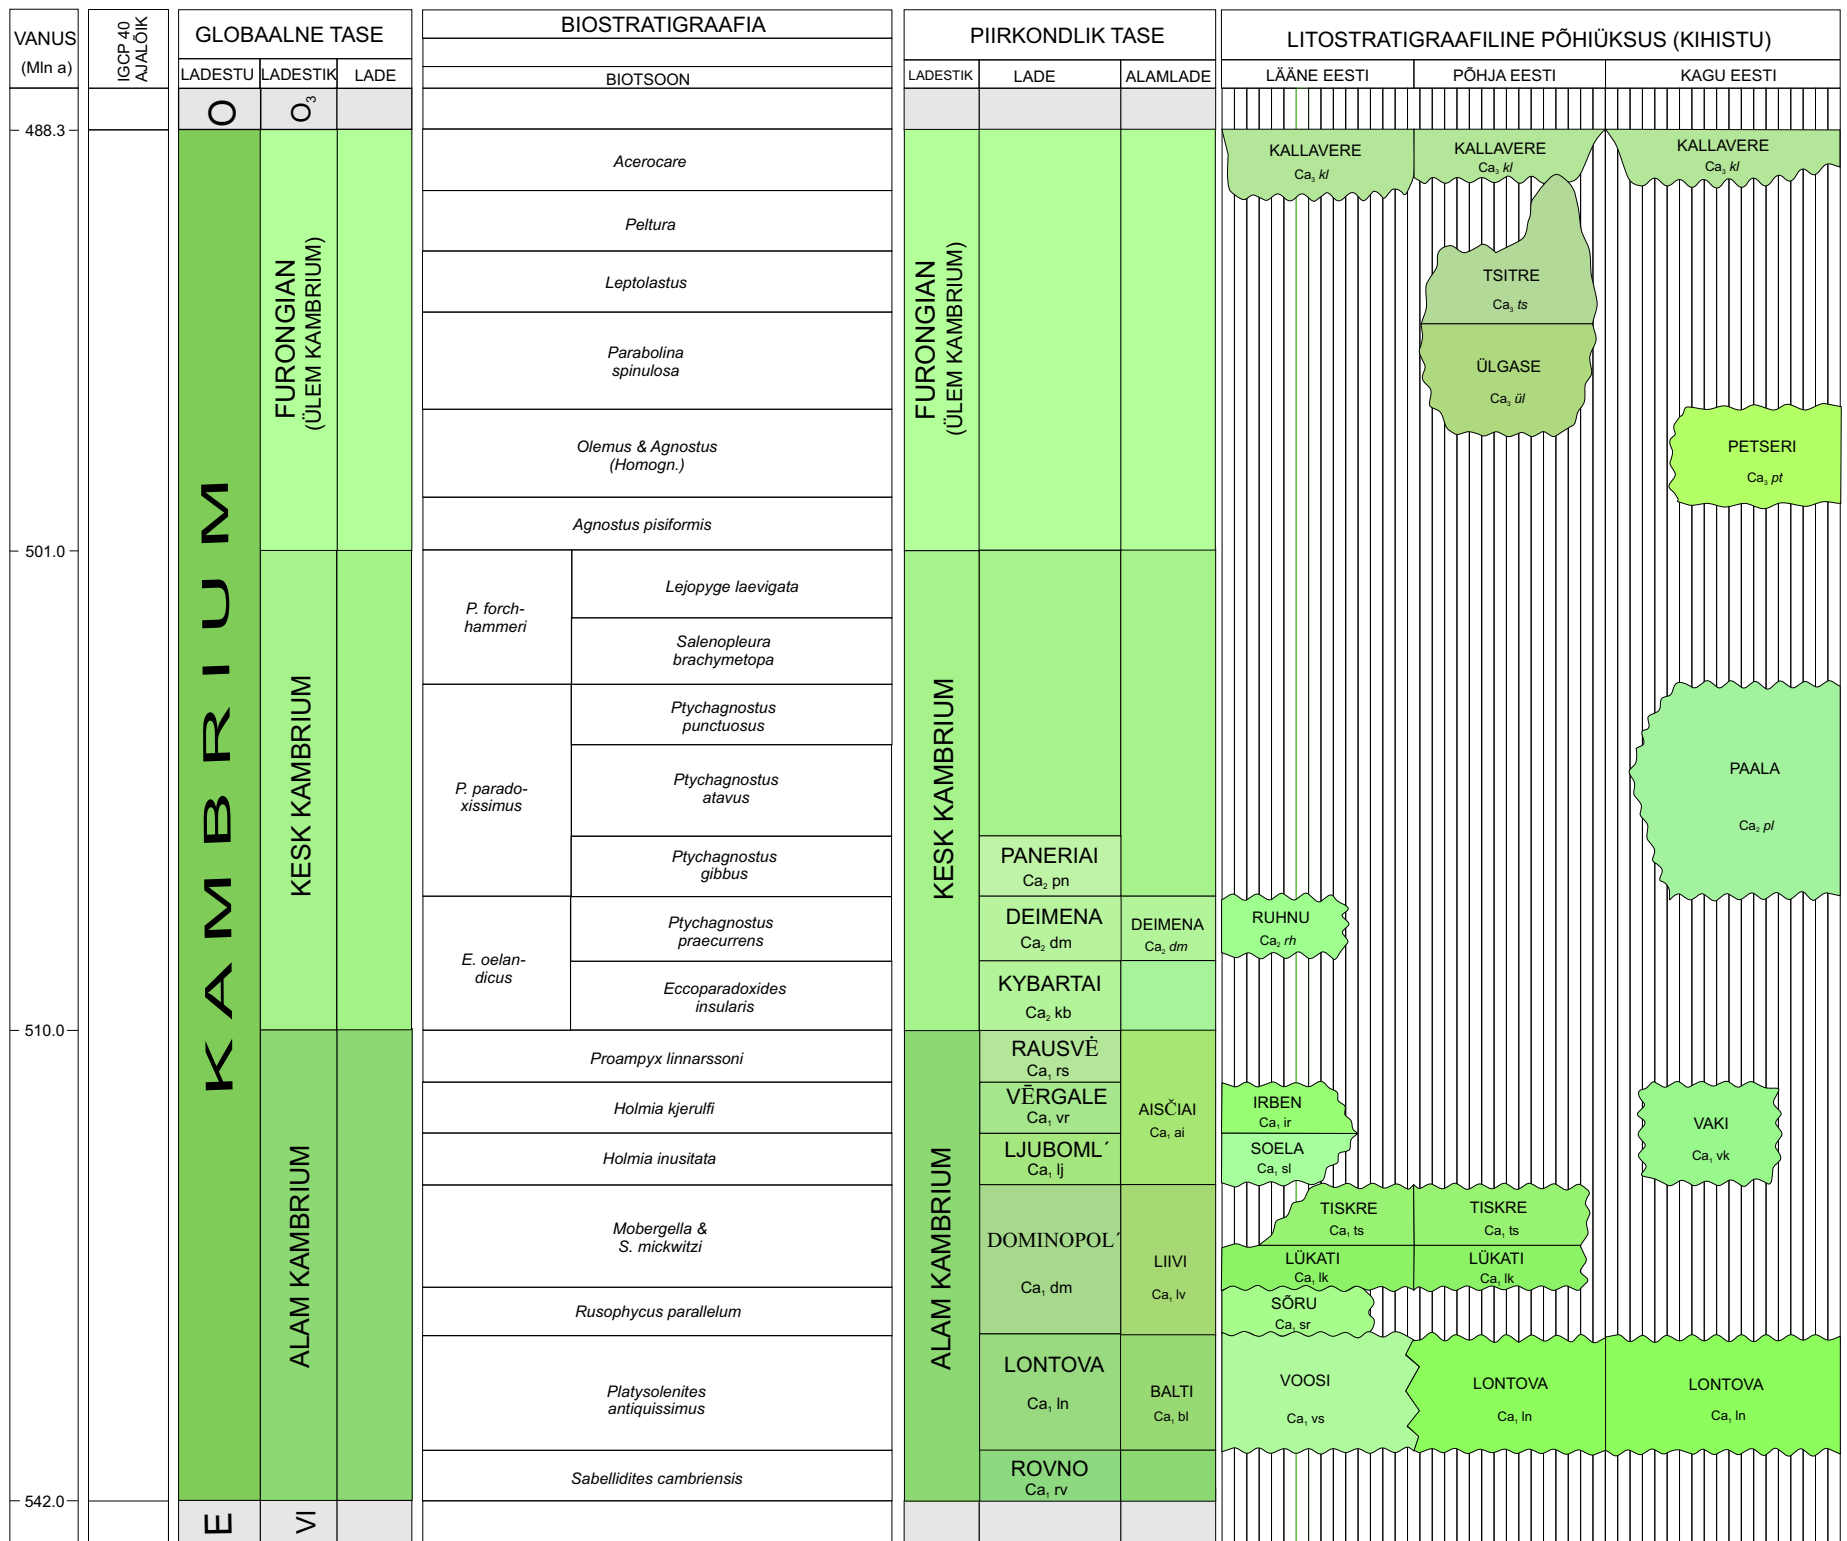 VANUS
(Mln a)
IGCP 40
AJALÕIK
GLOBAALNE TASE
LADESTU
LADESTIK
LADE
BIOSTRATIGRAAFIA
BIOTSOON
PIIRKONDLIK TASE
LADESTIK
LADE
ALAMLADE
LITOSTRATIGRAAFILINE PÕHIÜKSUS (KIHISTU)
LÄÄNE EESTI
PÕHJA EESTI
KAGU EESTI
488.3
501.0
510.0
542.0
O
O₃
KAMBRIUM
FURONGIAN
(ÜLEM KAMBRIUM)
KESK KAMBRIUM
ALAM KAMBRIUM
E
VI
Acerocare
Peltura
Leptolastus
Parabolina
spinulosa
Olemus & Agnostus
(Homogn.)
Agnostus pisiformis
P. forch-
hammeri
Lejopyge laevigata
Salenopleura
brachymetopa
P. parado-
xissimus
Ptychagnostus
punctuosus
Ptychagnostus
atavus
Ptychagnostus
gibbus
E. oelan-
dicus
Ptychagnostus
praecurrens
Eccoparadoxides
insularis
Proampyx linnarssoni
Holmia kjerulfi
Holmia inusitata
Mobergella &
S. mickwitzi
Rusophycus parallelum
Platysolenites
antiquissimus
Sabellidites cambriensis
FURONGIAN
(ÜLEM KAMBRIUM)
KESK KAMBRIUM
ALAM KAMBRIUM
PANERIAI
Ca₂ pn
DEIMENA
Ca₂ dm
KYBARTAI
Ca₂ kb
RAUSVĖ
Ca₁ rs
VĒRGALE
Ca₁ vr
LJUBOML´
Ca₁ lj
DOMINOPOL´
Ca₁ dm
LONTOVA
Ca₁ ln
ROVNO
Ca₁ rv
DEIMENA
Ca₂ dm
AISČIAI
Ca₁ ai
LIIVI
Ca₁ lv
BALTI
Ca₁ bl
KALLAVERE
Ca₃ kl
KALLAVERE
Ca₃ kl
KALLAVERE
Ca₃ kl
TSITRE
Ca₃ ts
ÜLGASE
Ca₃ ül
PETSERI
Ca₃ pt
PAALA
Ca₂ pl
RUHNU
Ca₂ rh
IRBEN
Ca₁ ir
SOELA
Ca₁ sl
VAKI
Ca₁ vk
TISKRE
Ca₁ ts
TISKRE
Ca₁ ts
LÜKATI
Ca₁ lk
LÜKATI
Ca₁ lk
SÕRU
Ca₁ sr
VOOSI
Ca₁ vs
LONTOVA
Ca₁ ln
LONTOVA
Ca₁ ln